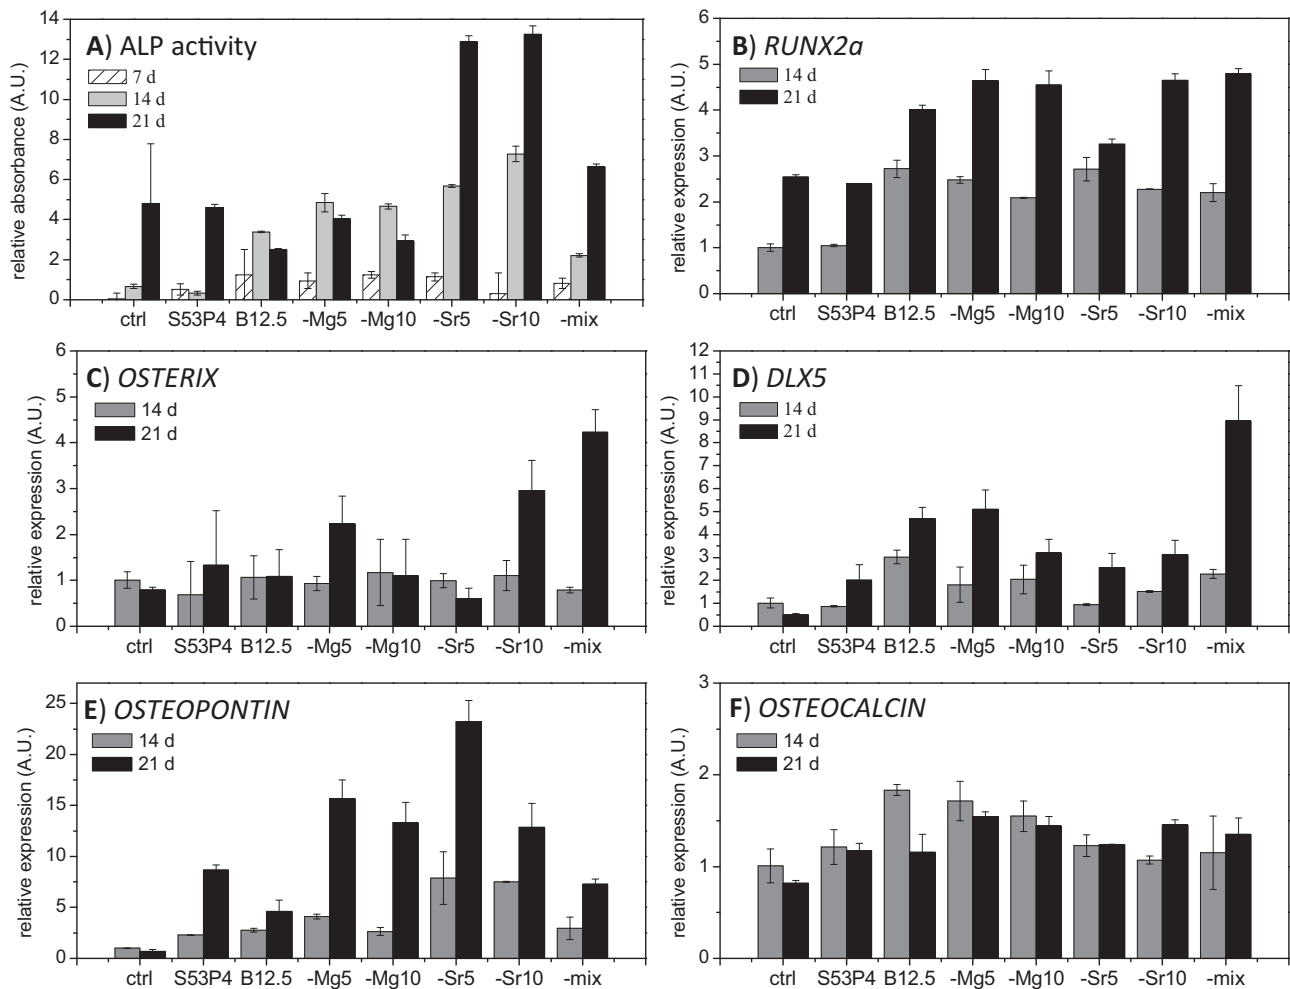 A) ALP activity
7 d
14 d
21 d
relative absorbance (A.U.)
14
12
10
8
6
4
2
0
ctrl S53P4 B12.5 -Mg5 -Mg10 -Sr5 -Sr10 -mix
B) RUNX2a
14 d
21 d
relative expression (A.U.)
6
5
4
3
2
1
0
ctrl S53P4 B12.5 -Mg5 -Mg10 -Sr5 -Sr10 -mix
C) OSTERIX
14 d
21 d
relative expression (A.U.)
6
5
4
3
2
1
0
ctrl S53P4 B12.5 -Mg5 -Mg10 -Sr5 -Sr10 -mix
D) DLX5
14 d
21 d
relative expression (A.U.)
12
11
10
9
8
7
6
5
4
3
2
1
0
ctrl S53P4 B12.5 -Mg5 -Mg10 -Sr5 -Sr10 -mix
E) OSTEOPONTIN
14 d
21 d
relative expression (A.U.)
25
20
15
10
5
0
ctrl S53P4 B12.5 -Mg5 -Mg10 -Sr5 -Sr10 -mix
F) OSTEOCALCIN
14 d
21 d
relative expression (A.U.)
3
2
1
0
ctrl S53P4 B12.5 -Mg5 -Mg10 -Sr5 -Sr10 -mix